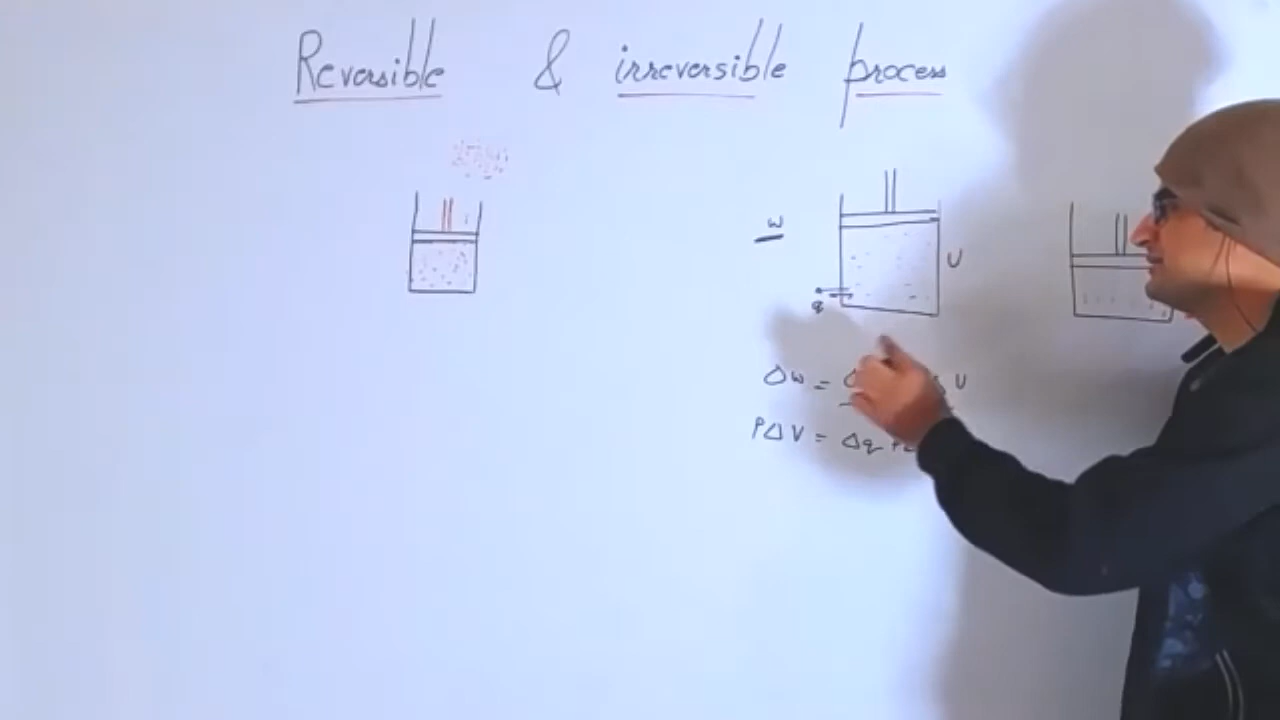 Reversible & irreversible process
w
U
q
Δw = U
PΔV = Δq +